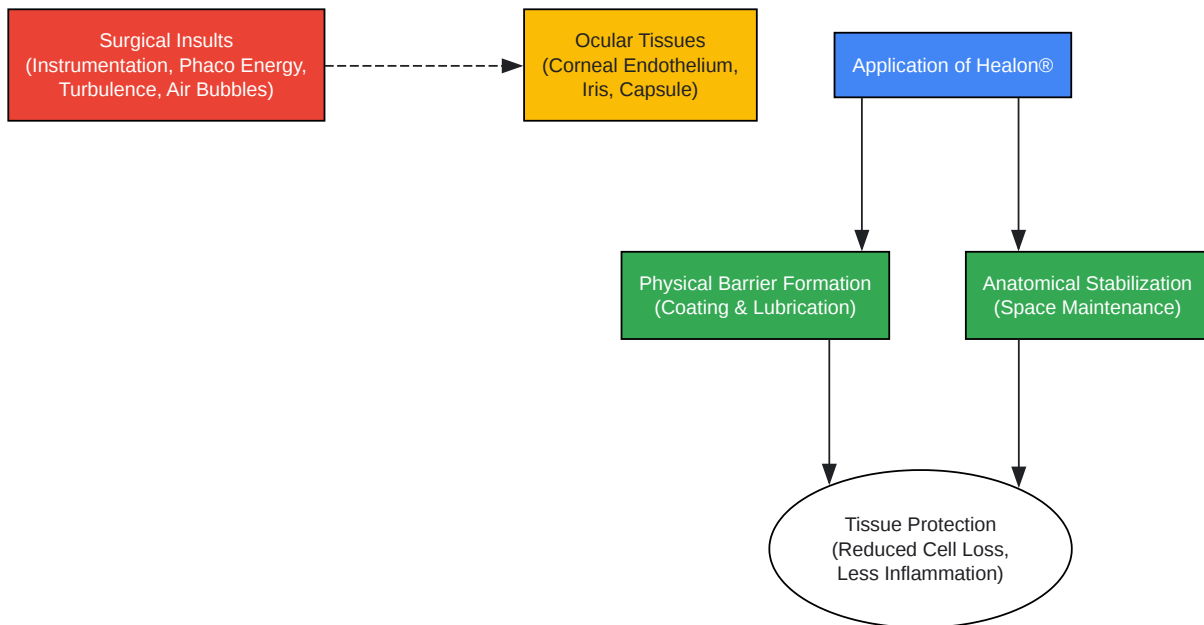 Surgical Insults
(Instrumentation, Phaco Energy,
Turbulence, Air Bubbles)
Ocular Tissues
(Corneal Endothelium,
Iris, Capsule)
Application of Healon®
Physical Barrier Formation
(Coating & Lubrication)
Anatomical Stabilization
(Space Maintenance)
Tissue Protection
(Reduced Cell Loss,
Less Inflammation)